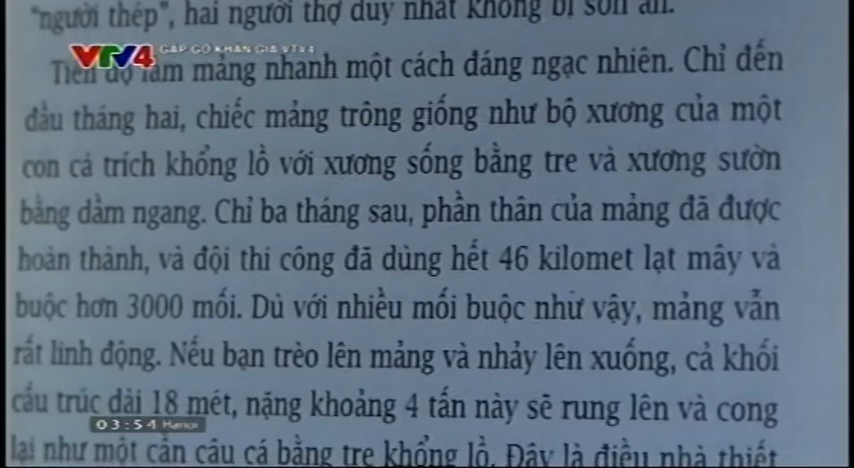 "người thép", hai người thợ duy nhất không bị sơn ăn.
VTV4 GẶP GỠ KHÁN GIẢ VTV4
Tiến độ làm mảng nhanh một cách đáng ngạc nhiên. Chỉ đến
đầu tháng hai, chiếc mảng trông giống như bộ xương của một
con cá trích khổng lồ với xương sống bằng tre và xương sườn
bằng dầm ngang. Chỉ ba tháng sau, phần thân của mảng đã được
hoàn thành, và đội thi công đã dùng hết 46 kilomet lạt mây và
buộc hơn 3000 mối. Dù với nhiều mối buộc như vậy, mảng vẫn
rất linh động. Nếu bạn trèo lên mảng và nhảy lên xuống, cả khối
cấu trúc dài 18 mét, nặng khoảng 4 tấn này sẽ rung lên và cong
03:54 Hanoi
lại như một cần câu cá bằng tre khổng lồ. Đây là điều nhà thiết